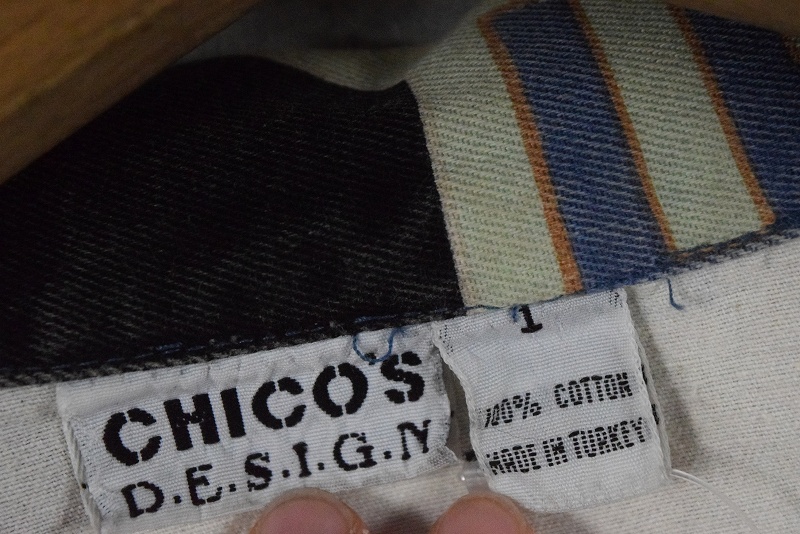 CHICO'S
D.E.S.I.G.N
1
100% COTTON
MADE IN TURKEY